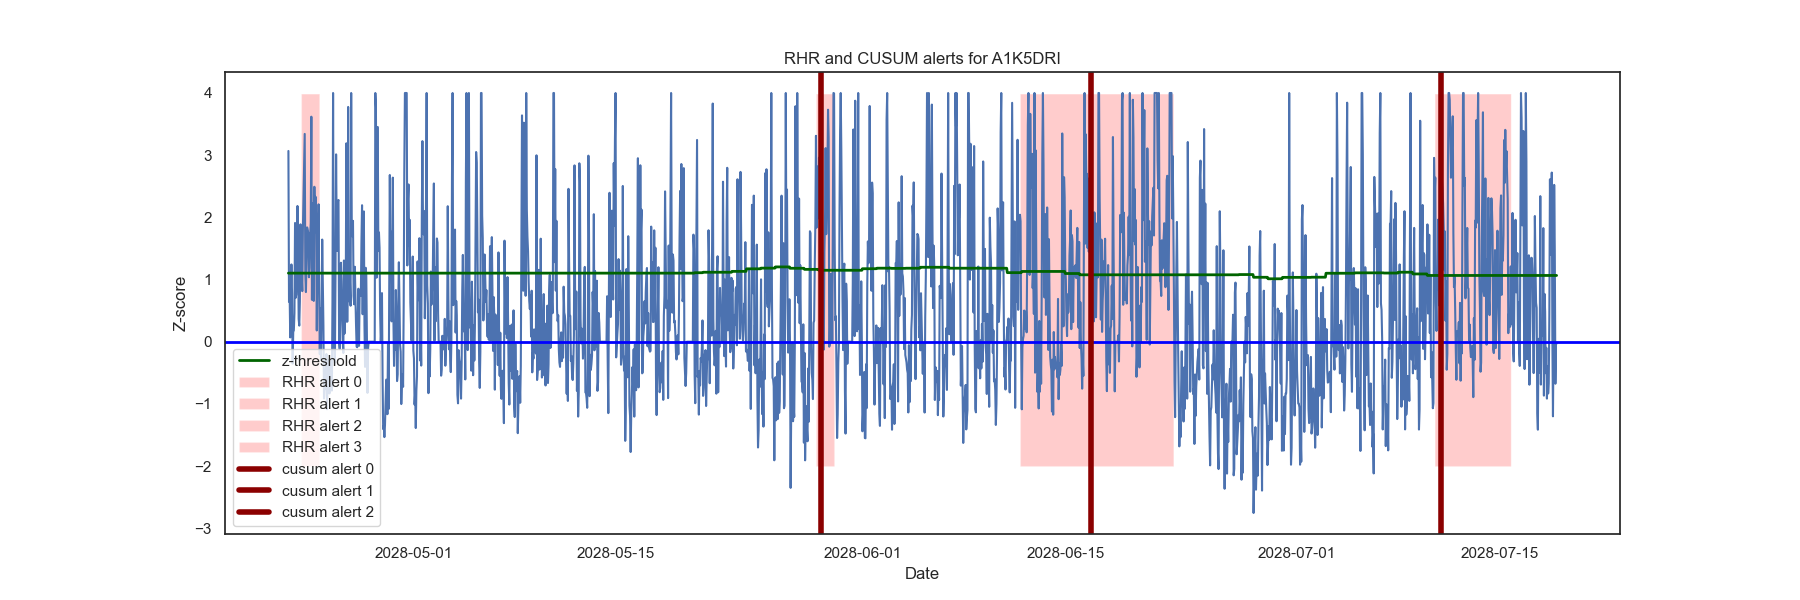 RHR and CUSUM alerts for A1K5DRI
4
3
2
1
0
−1
−2
−3
Z-score
z-threshold
RHR alert 0
RHR alert 1
RHR alert 2
RHR alert 3
cusum alert 0
cusum alert 1
cusum alert 2
2028-05-01
2028-05-15
2028-06-01
2028-06-15
2028-07-01
2028-07-15
Date